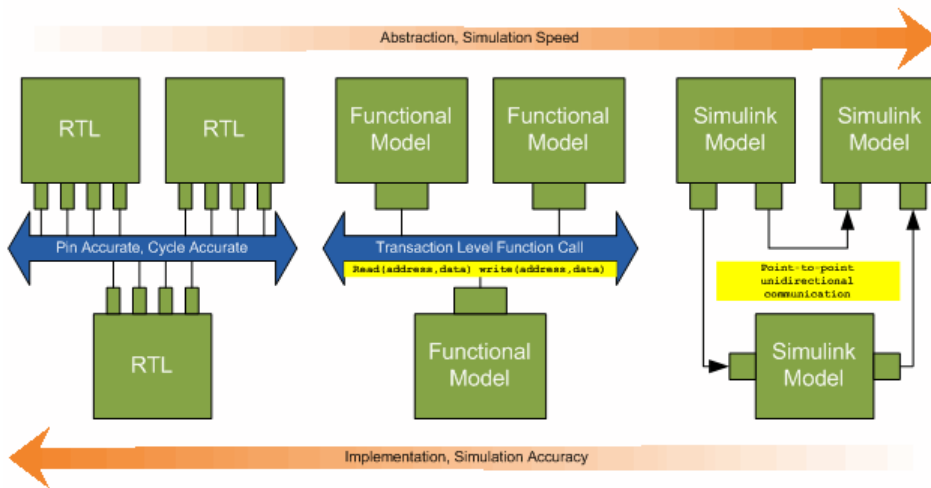 Abstraction, Simulation Speed
RTL
RTL
Functional
Model
Functional
Model
Simulink
Model
Simulink
Model
Pin Accurate, Cycle Accurate
Transaction Level Function Call
Read(address,data) write(address,data)
Point-to-point
unidirectional
communication
RTL
Functional
Model
Simulink
Model
Implementation, Simulation Accuracy